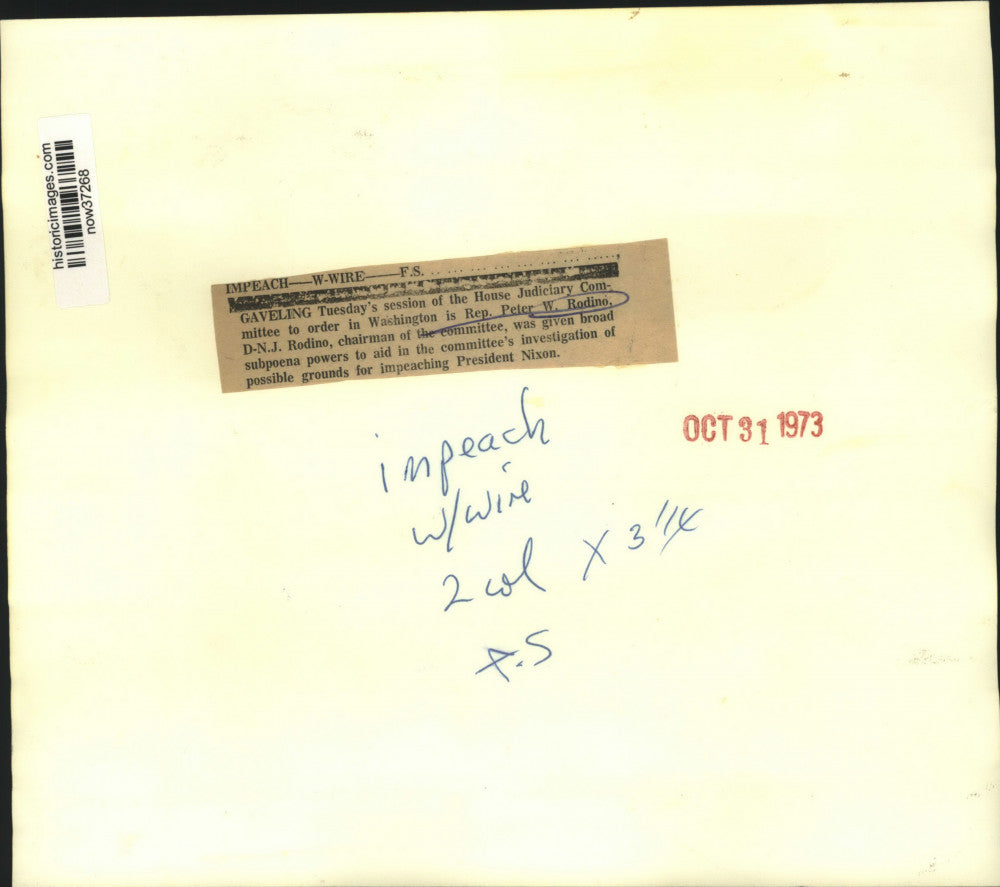 historicimages.com
now37268
IMPEACH—W-WIRE—F.S. . . . . . . . . . . . . . . . . . . . . . . . ,
GAVELING Tuesday's session of the House Judiciary Com-
mittee to order in Washington is Rep. Peter W. Rodino,
D-N.J. Rodino, chairman of the committee, was given broad
subpoena powers to aid in the committee's investigation of
possible grounds for impeaching President Nixon.
OCT 31 1973
impeach
w/wire
2 col X 3 1/4
F.S